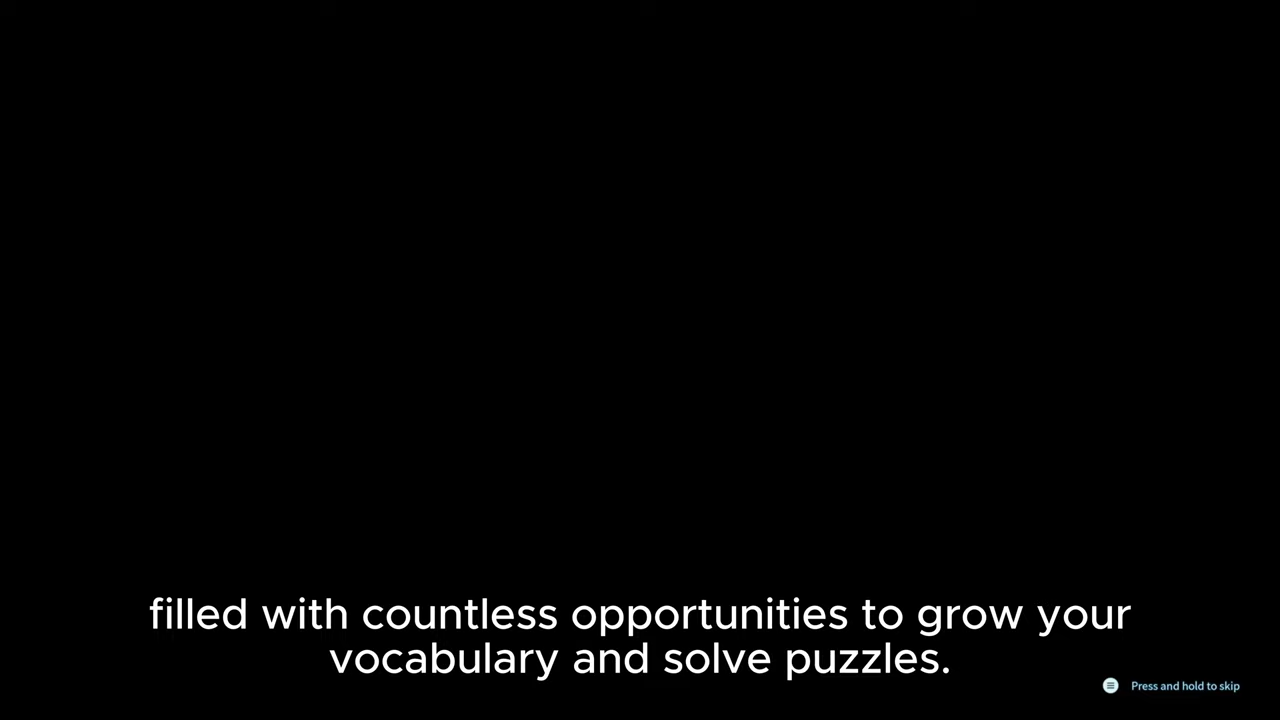 filled with countless opportunities to grow your
vocabulary and solve puzzles.
Press and hold to skip